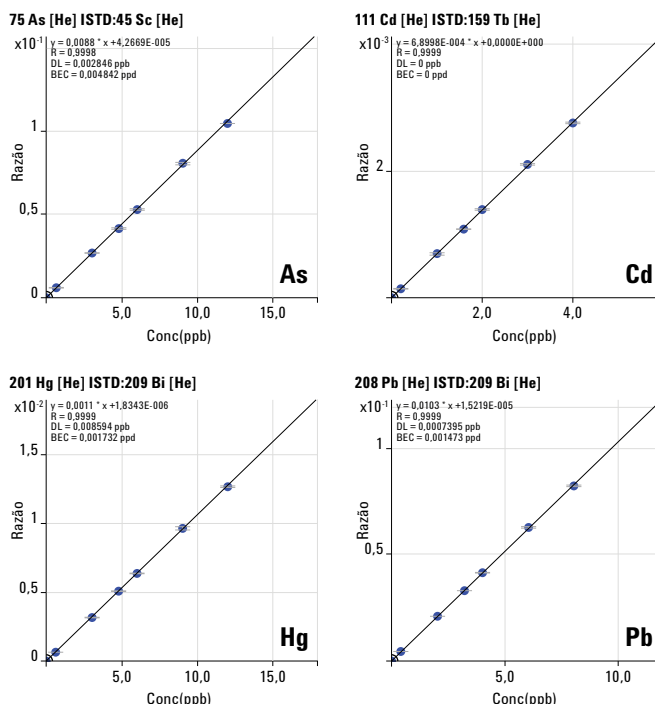 75 As [He] ISTD:45 Sc [He]
x10⁻¹
y = 0,0088 * x +4,2669E-005
R = 0,9998
DL = 0,002846 ppb
BEC = 0,004842 ppd
1
Razão
0,5
As
0
5,0 10,0 15,0
Conc(ppb)
111 Cd [He] ISTD:159 Tb [He]
x10⁻³
y = 6,8998E-004 * x +0,0000E+000
R = 0,9999
DL = 0 ppb
BEC = 0 ppd
Razão
2
Cd
0
2,0 4,0
Conc(ppb)
201 Hg [He] ISTD:209 Bi [He]
x10⁻²
y = 0,0011 * x +1,8343E-006
R = 0,9999
DL = 0,008594 ppb
BEC = 0,001732 ppd
1,5
1
Razão
0,5
Hg
0
5,0 10,0 15,0
Conc(ppb)
208 Pb [He] ISTD:209 Bi [He]
x10⁻¹
y = 0,0103 * x +1,5219E-005
R = 0,9999
DL = 0,0007395 ppb
BEC = 0,001473 ppd
1
Razão
0,5
Pb
0
5,0 10,0
Conc(ppb)